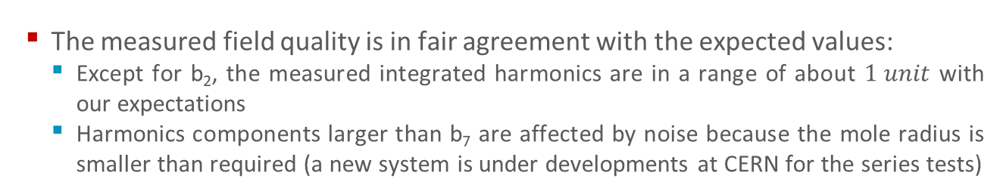 ▪ The measured field quality is in fair agreement with the expected values:
▪ Except for b₂, the measured integrated harmonics are in a range of about 1 unit with
our expectations
▪ Harmonics components larger than b₇ are affected by noise because the mole radius is
smaller than required (a new system is under developments at CERN for the series tests)